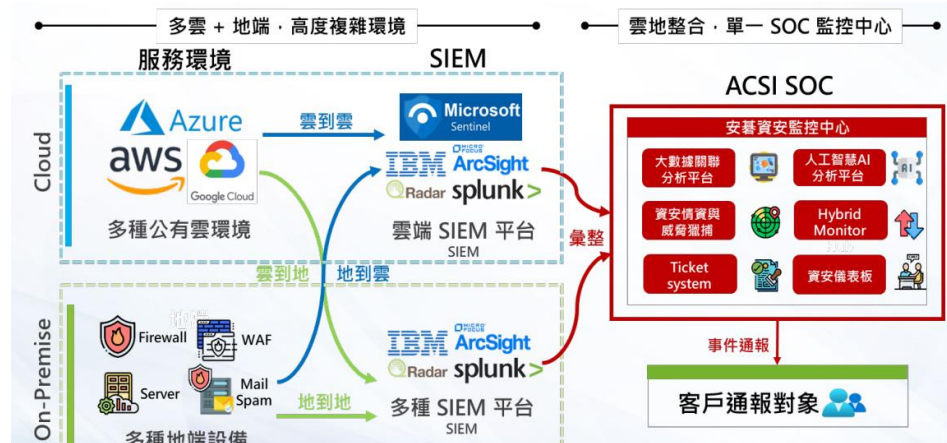 多雲 + 地端．高度複雜環境
雲地整合．單一 SOC 監控中心
服務環境
SIEM
ACSI SOC
Cloud
Azure
aws
Google Cloud
多種公有雲環境
雲到雲
Microsoft
Sentinel
MICRO
FOCUS
IBM ArcSight
QRadar splunk>
雲端 SIEM 平台
SIEM
雲到地
地到雲
彙整
安碁資安監控中心
大數據關聯
分析平台
人工智慧AI
分析平台
AI
資安情資與
威脅獵捕
Hybrid
Monitor
Ticket
system
資安儀表板
事件通報
客戶通報對象
On-Premise
Firewall
WAF
Server
Mail
Spam
多種地端設備
地到地
MICRO
FOCUS
IBM ArcSight
QRadar splunk>
多種 SIEM 平台
SIEM